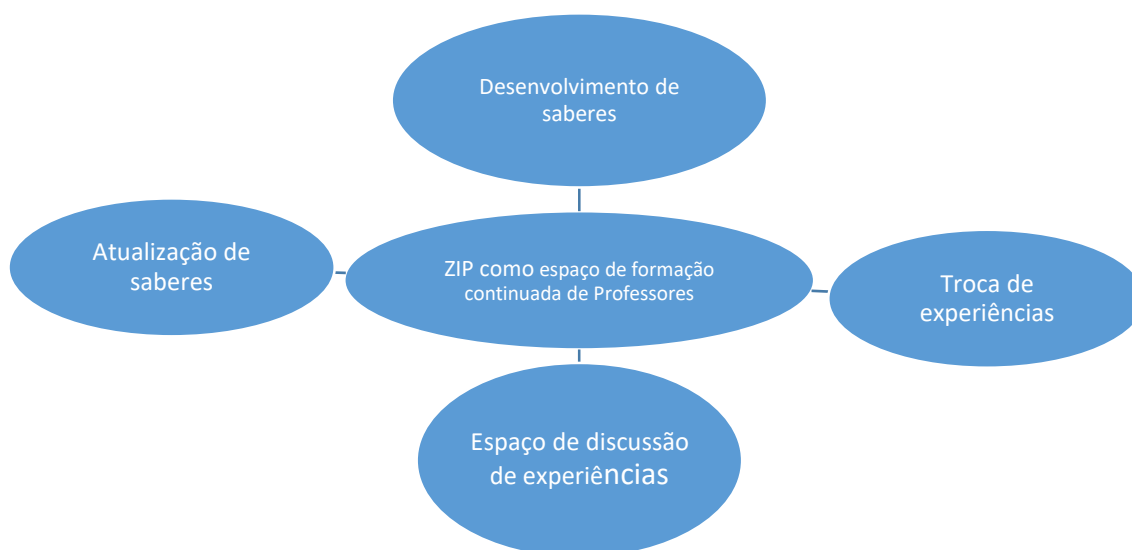 Desenvolvimento de
saberes
Atualização de
saberes
ZIP como espaço de formação
continuada de Professores
Troca de
experiências
Espaço de discussão
de experiências